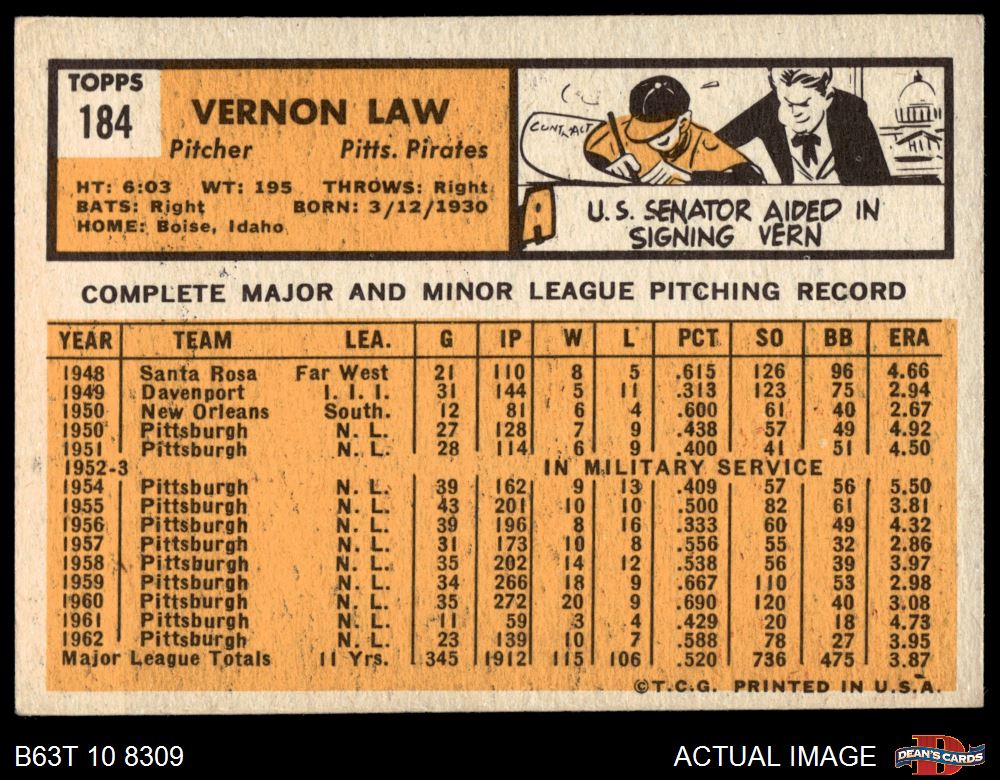 TOPPS
184
VERNON LAW
Pitcher Pitts. Pirates
HT: 6:03 WT: 195 THROWS: Right
BATS: Right BORN: 3/12/1930
HOME: Boise, Idaho
CONTRACT
U.S. SENATOR AIDED IN
SIGNING VERN
COMPLETE MAJOR AND MINOR LEAGUE PITCHING RECORD
YEAR TEAM LEA. G IP W L PCT SO BB ERA
1948 Santa Rosa Far West 21 110 8 5 .615 126 96 4.66
1949 Davenport I. I. I. 31 144 5 11 .313 123 75 2.94
1950 New Orleans South. 12 81 6 4 .600 61 40 2.67
1950 Pittsburgh N. L. 27 128 7 9 .438 57 49 4.92
1951 Pittsburgh N. L. 28 114 6 9 .400 41 51 4.50
1952-3 IN MILITARY SERVICE
1954 Pittsburgh N. L. 39 162 9 13 .409 57 56 5.50
1955 Pittsburgh N. L. 43 201 10 10 .500 82 61 3.81
1956 Pittsburgh N. L. 39 196 8 16 .333 60 49 4.32
1957 Pittsburgh N. L. 31 173 10 8 .556 55 32 2.86
1958 Pittsburgh N. L. 35 202 14 12 .538 56 39 3.97
1959 Pittsburgh N. L. 34 266 18 9 .667 110 53 2.98
1960 Pittsburgh N. L. 35 272 20 9 .690 120 40 3.08
1961 Pittsburgh N. L. 11 59 3 4 .429 20 18 4.73
1962 Pittsburgh N. L. 23 139 10 7 .588 78 27 3.95
Major League Totals 11 Yrs. 345 1912 115 106 .520 736 475 3.87
©T.C.G. PRINTED IN U.S.A.
B63T 10 8309 ACTUAL IMAGE DEAN'S CARDS